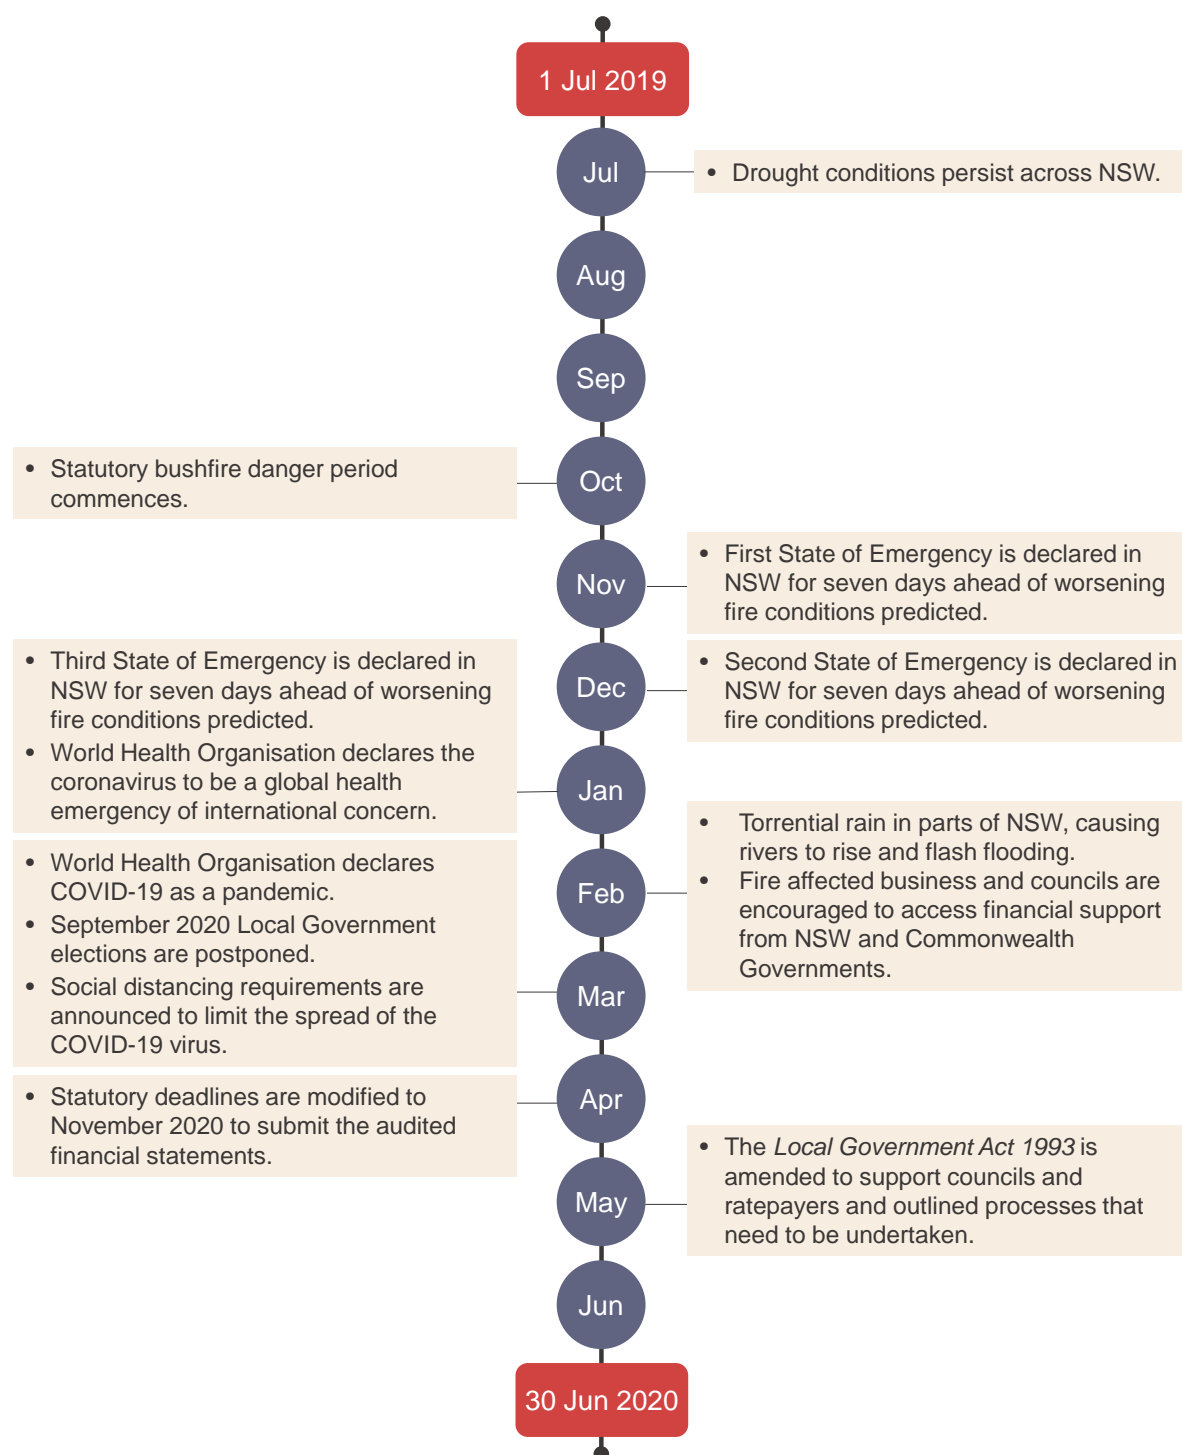 1 Jul 2019
Jul
• Drought conditions persist across NSW.
Aug
Sep
Oct
• Statutory bushfire danger period
commences.
Nov
• First State of Emergency is declared in
NSW for seven days ahead of worsening
fire conditions predicted.
Dec
• Second State of Emergency is declared in
NSW for seven days ahead of worsening
fire conditions predicted.
Jan
• Third State of Emergency is declared in
NSW for seven days ahead of worsening
fire conditions predicted.
• World Health Organisation declares the
coronavirus to be a global health
emergency of international concern.
Feb
• Torrential rain in parts of NSW, causing
rivers to rise and flash flooding.
• Fire affected business and councils are
encouraged to access financial support
from NSW and Commonwealth
Governments.
Mar
• World Health Organisation declares
COVID-19 as a pandemic.
• September 2020 Local Government
elections are postponed.
• Social distancing requirements are
announced to limit the spread of the
COVID-19 virus.
Apr
• Statutory deadlines are modified to
November 2020 to submit the audited
financial statements.
May
• The Local Government Act 1993 is
amended to support councils and
ratepayers and outlined processes that
need to be undertaken.
Jun
30 Jun 2020